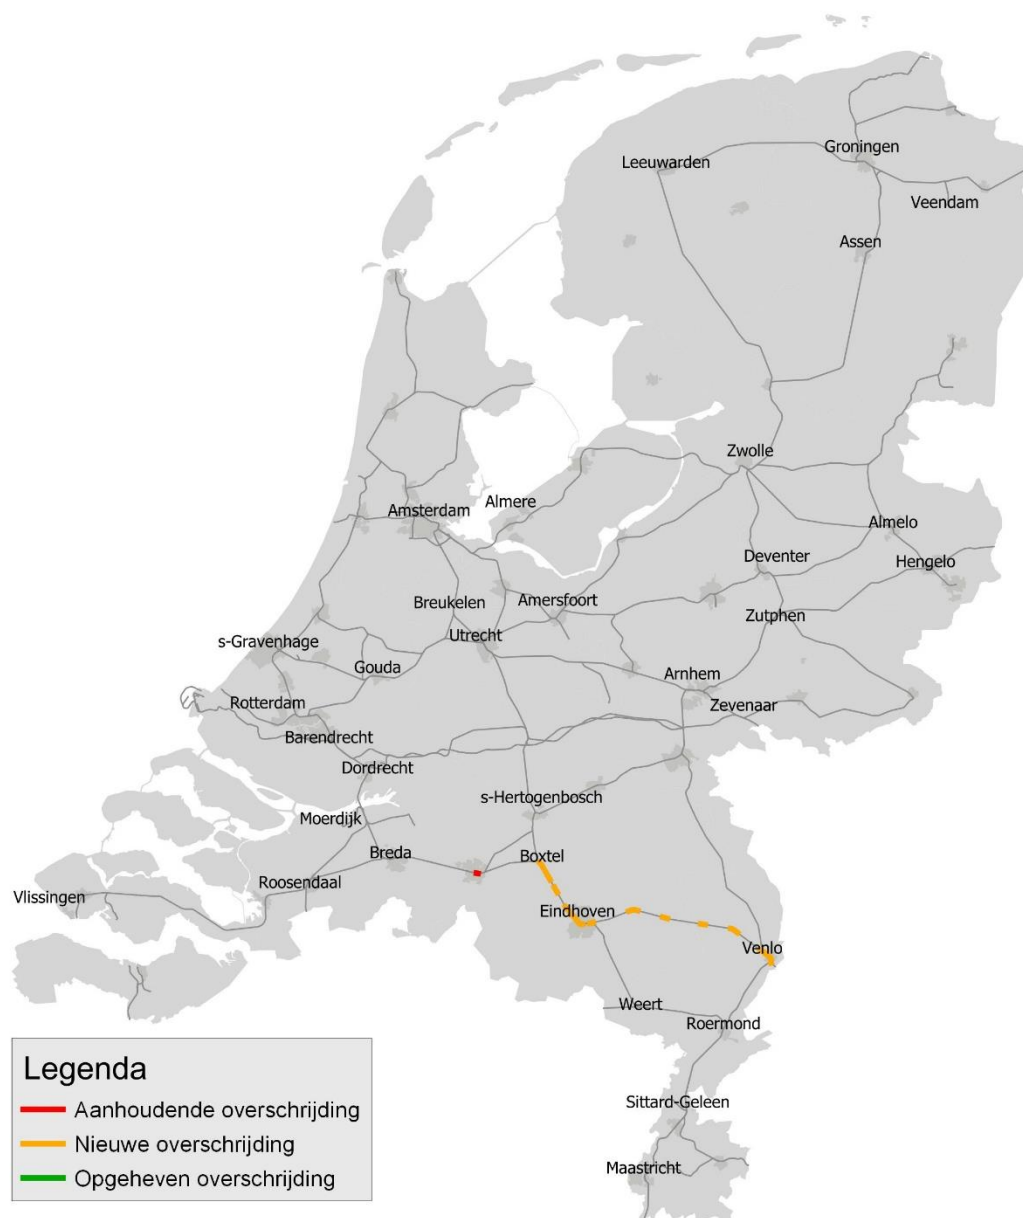 Groningen
Leeuwarden
Veendam
Assen
Zwolle
Almere
Amsterdam
Almelo
Deventer
Hengelo
Breukelen
Amersfoort
Zutphen
s-Gravenhage
Utrecht
Gouda
Arnhem
Rotterdam
Zevenaar
Barendrecht
Dordrecht
s-Hertogenbosch
Moerdijk
Breda
Boxtel
Roosendaal
Vlissingen
Eindhoven
Venlo
Weert
Roermond
Sittard-Geleen
Maastricht
Legenda
Aanhoudende overschrijding
Nieuwe overschrijding
Opgeheven overschrijding